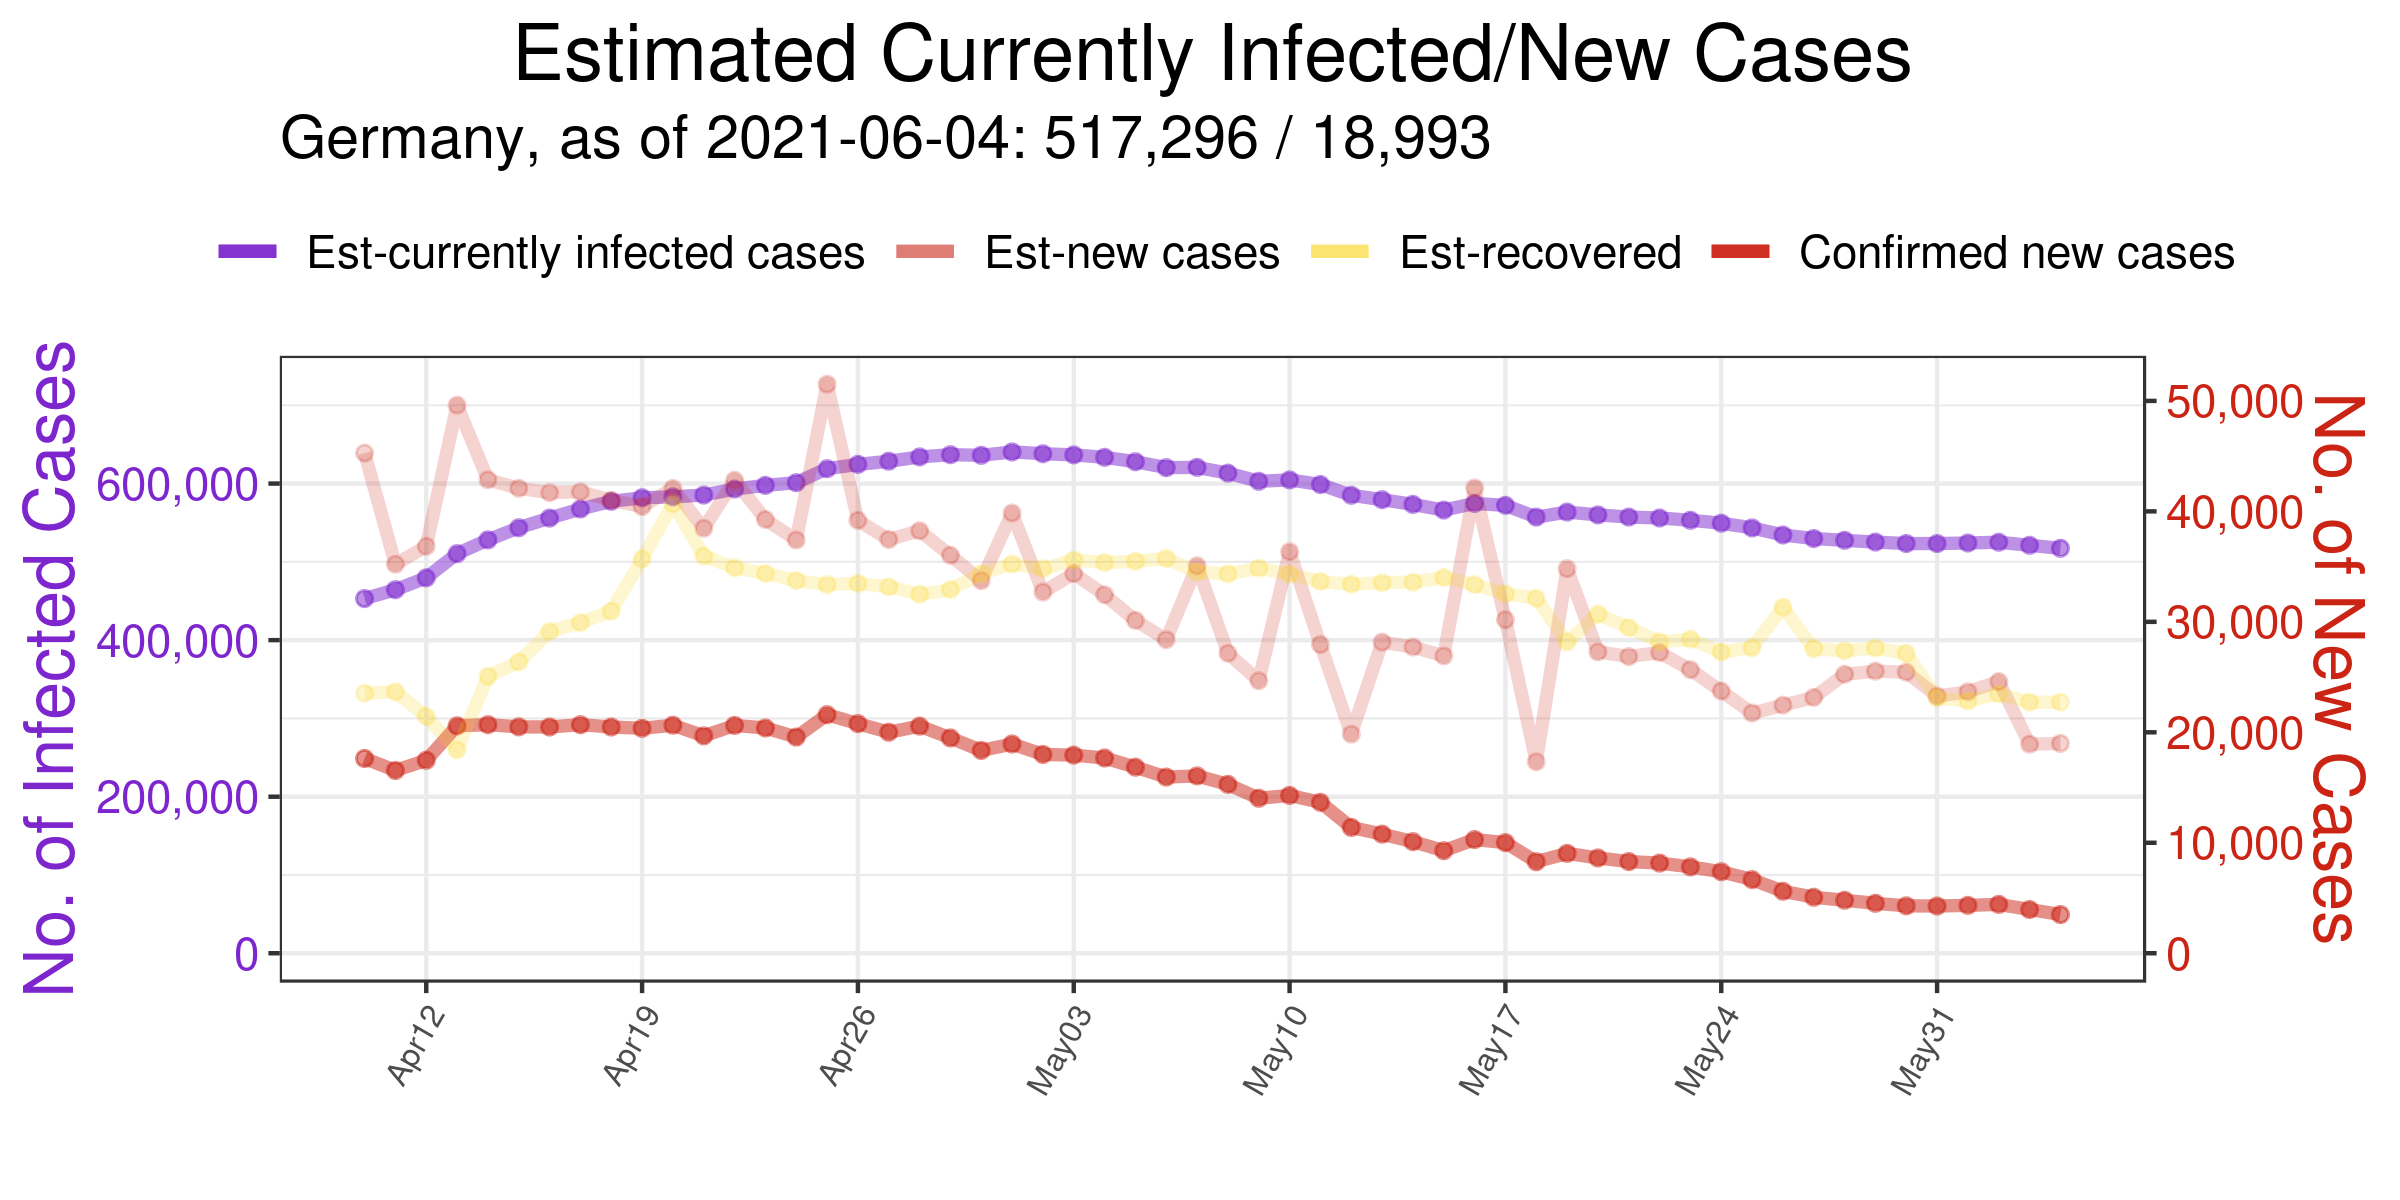 Estimated Currently Infected/New Cases
Germany, as of 2021-06-04: 517,296 / 18,993
Est-currently infected cases Est-new cases Est-recovered Confirmed new cases
No. of Infected Cases
600,000
400,000
200,000
0
50,000
40,000
30,000
20,000
10,000
0
No. of New Cases
Apr12 Apr19 Apr26 May03 May10 May17 May24 May31